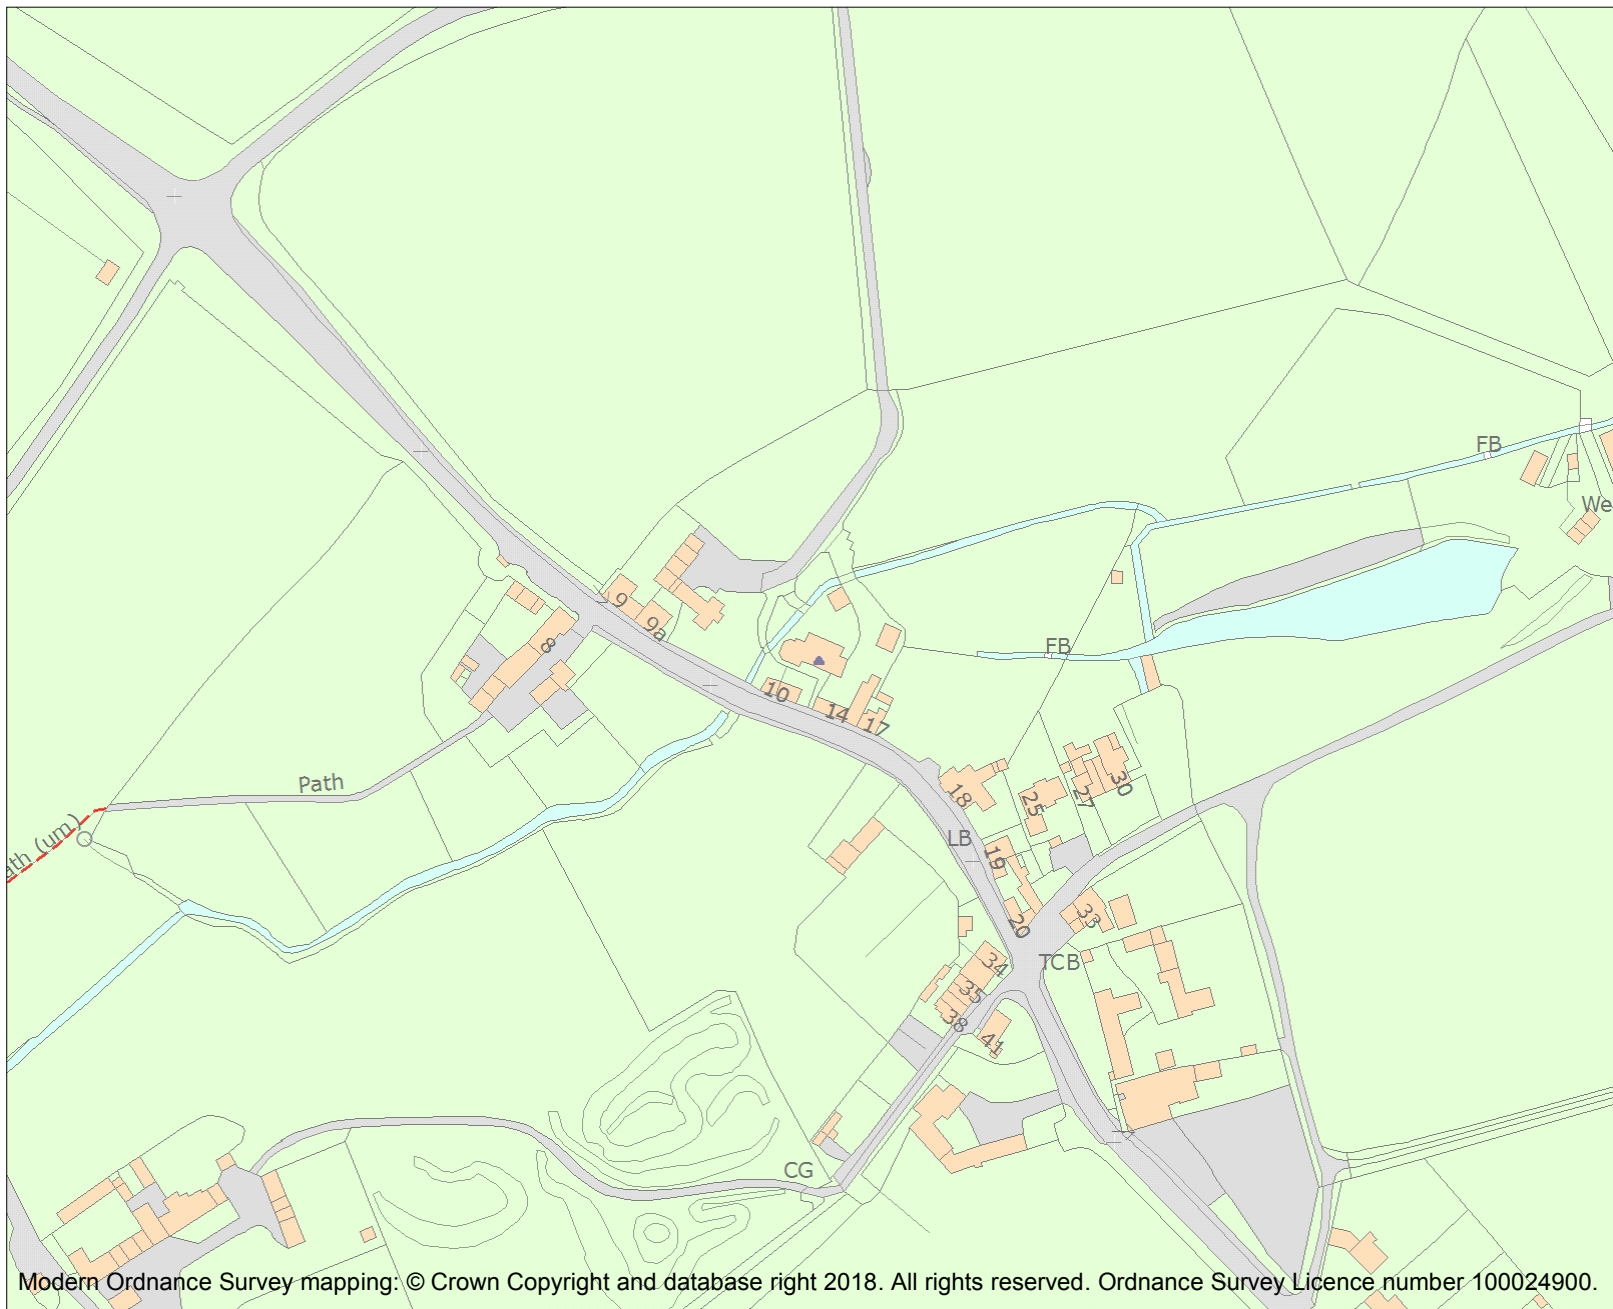 FB
We
9
9a
8
FB
10
14
17
Path
18
25
27
30
LB
19
ath (um)
20
33
34
TCB
35
38
41
CG
Modern Ordnance Survey mapping: © Crown Copyright and database right 2018. All rights reserved. Ordnance Survey Licence number 100024900.